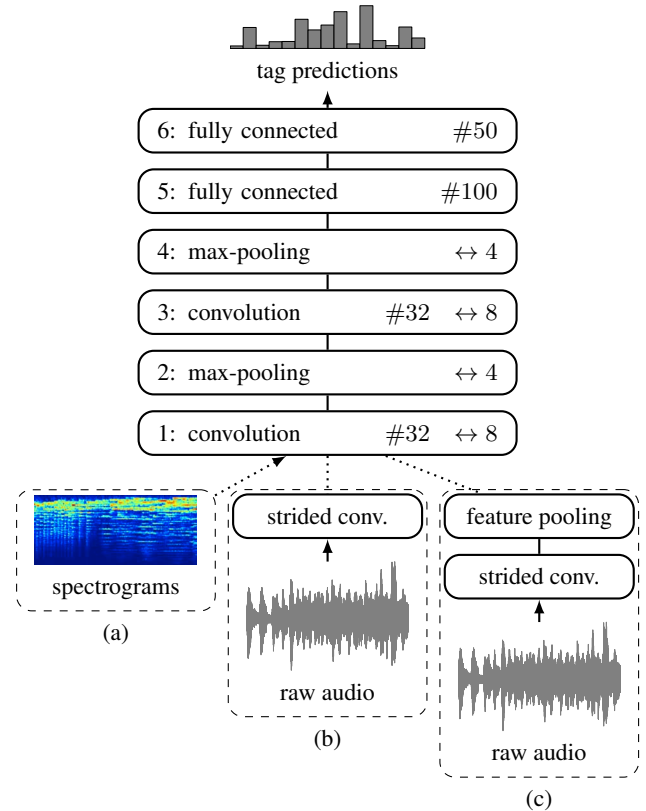 tag predictions
6: fully connected #50
5: fully connected #100
4: max-pooling ↔ 4
3: convolution #32 ↔ 8
2: max-pooling ↔ 4
1: convolution #32 ↔ 8
spectrograms
(a)
strided conv.
raw audio
(b)
feature pooling
strided conv.
raw audio
(c)